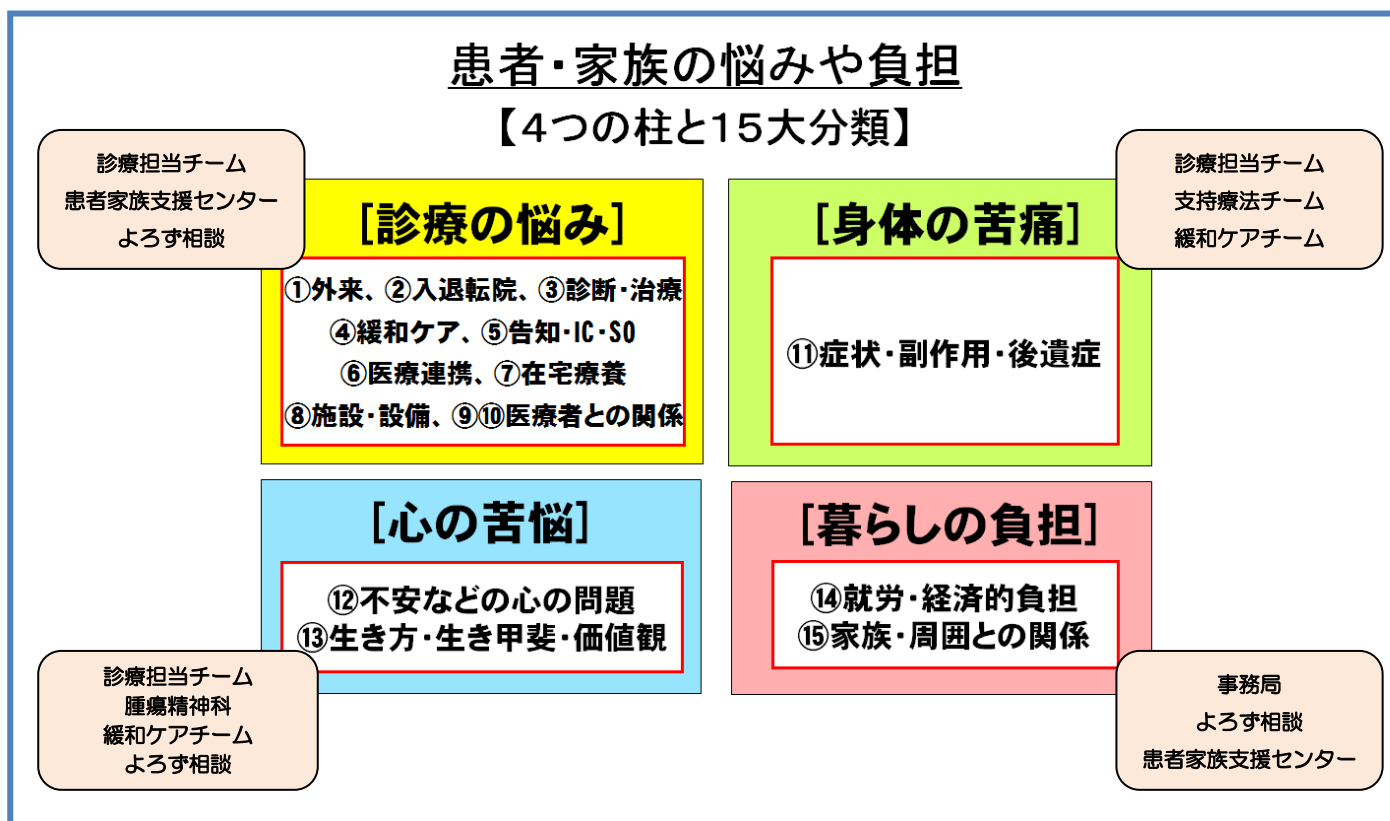 患者・家族の悩みや負担
【4つの柱と15大分類】
診療担当チーム
患者家族支援センター
よろず相談
[診療の悩み]
①外来、②入退転院、③診断・治療
④緩和ケア、⑤告知・IC・SO
⑥医療連携、⑦在宅療養
⑧施設・設備、⑨⑩医療者との関係
診療担当チーム
支持療法チーム
緩和ケアチーム
[身体の苦痛]
⑪症状・副作用・後遺症
[心の苦悩]
⑫不安などの心の問題
⑬生き方・生き甲斐・価値観
診療担当チーム
腫瘍精神科
緩和ケアチーム
よろず相談
[暮らしの負担]
⑭就労・経済的負担
⑮家族・周囲との関係
事務局
よろず相談
患者家族支援センター